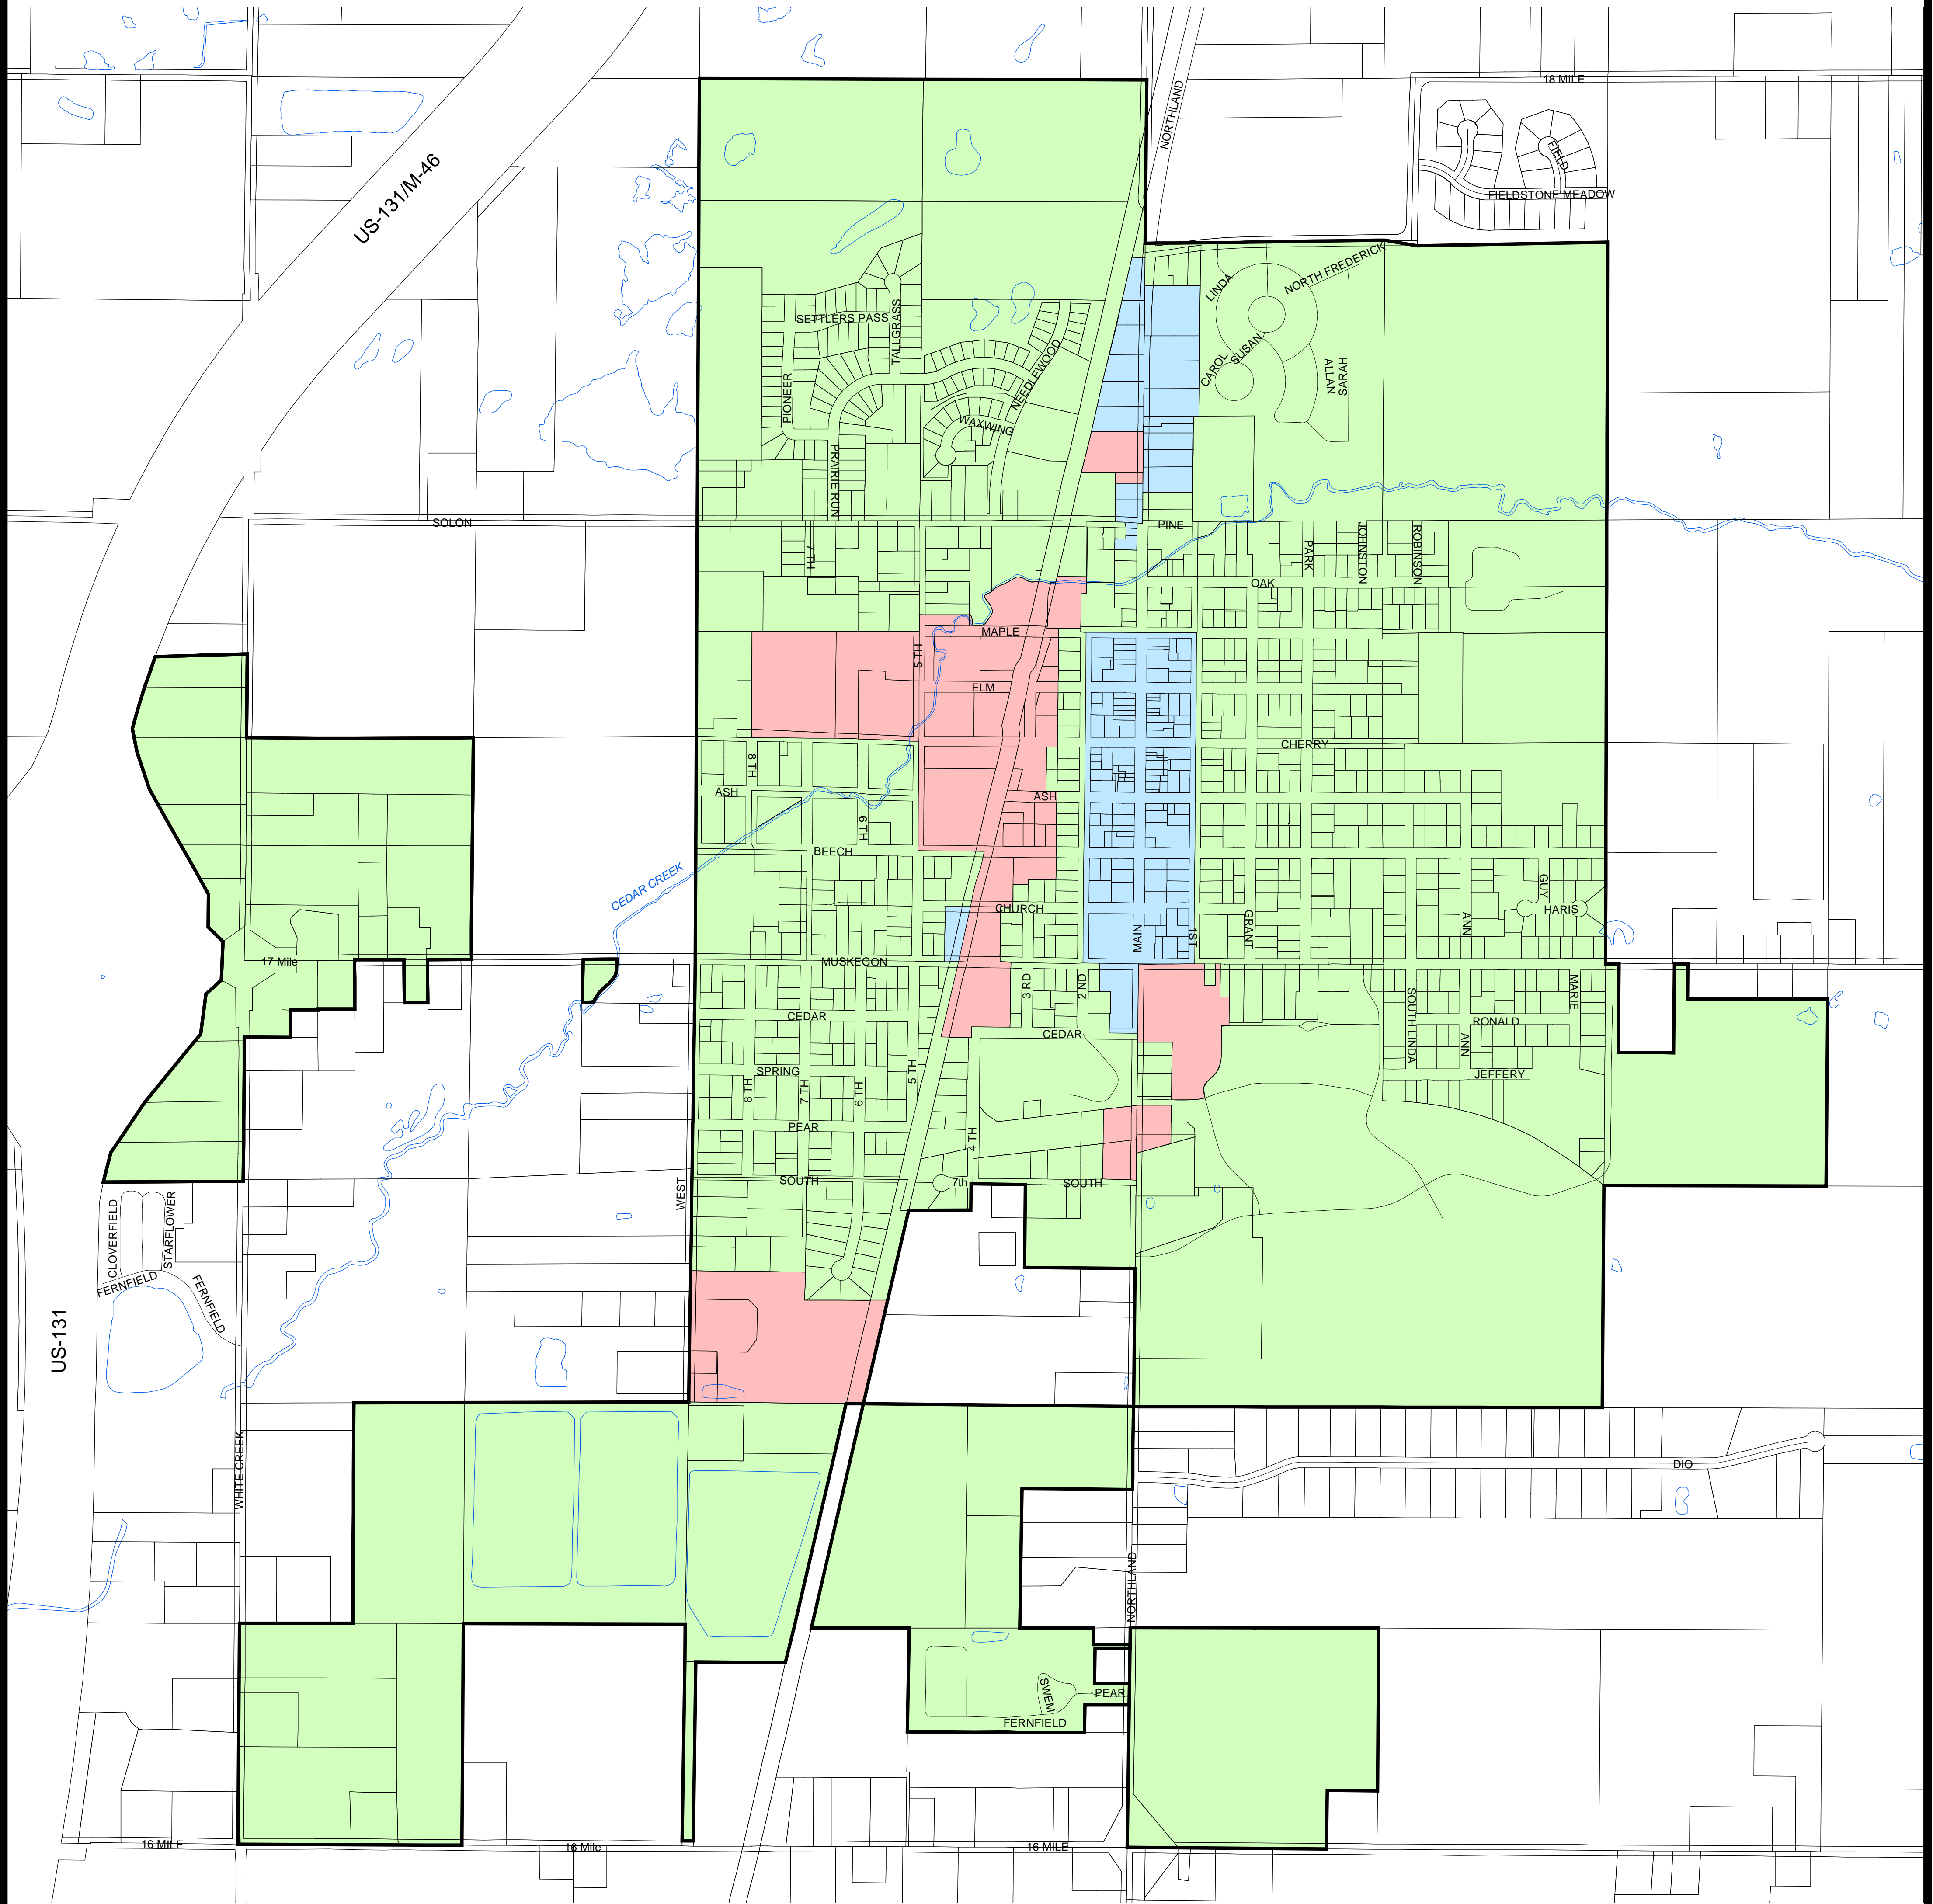 18 MILE
NORTHLAND
FIELD
US-131/M-46
FIELDSTONE MEADOW
NORTH FREDERICK
LINDA
SETTLERS PASS
TALLGRASS
NEEDLEWOOD
SUSAN
CAROL
ALLAN
SARAH
PIONEER
WAXWING
PRAIRIE RUN
SOLON
PINE
7 TH
PARK
JOHNSTON
ROBINSON
OAK
MAPLE
5 TH
ELM
CHERRY
8 TH
ASH
ASH
6 TH
BEECH
CEDAR CREEK
GUY
CHURCH
HARIS
GRANT
ANN
MAIN
1ST
17 Mile
MUSKEGON
3 RD
2 ND
SOUTH LINDA
MARIE
CEDAR
RONALD
CEDAR
ANN
SPRING
5 TH
JEFFERY
8 TH
7 TH
6 TH
PEAR
4 TH
SOUTH
7th
SOUTH
WEST
CLOVERFIELD
STARFLOWER
FERNFIELD
FERNFIELD
US-131
WHITE CREEK
DIO
NORTHLAND
SWEM
PEAR
FERNFIELD
16 MILE
16 Mile
16 MILE